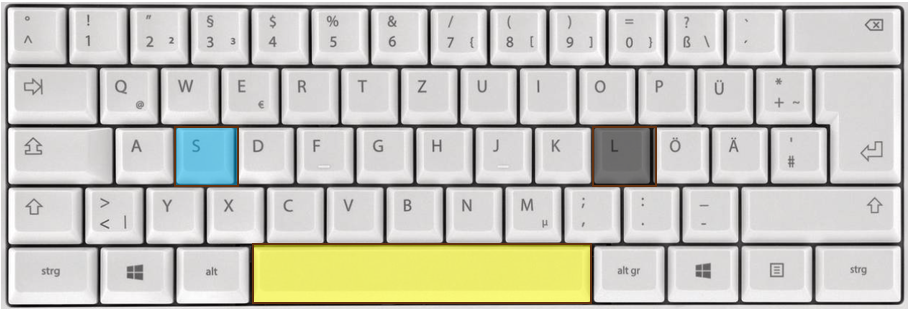 ° ! " § $ % & / ( ) = ? `
^ 1 2 ² 3 ³ 4 5 6 7 { 8 [ 9 ] 0 } ß \ ´
Q W E R T Z U I O P Ü *
@ € + ~
A S D F G H J K L Ö Ä '
_ _ #
> Y X C V B N M ; : –
< | µ , . -
strg alt alt gr strg